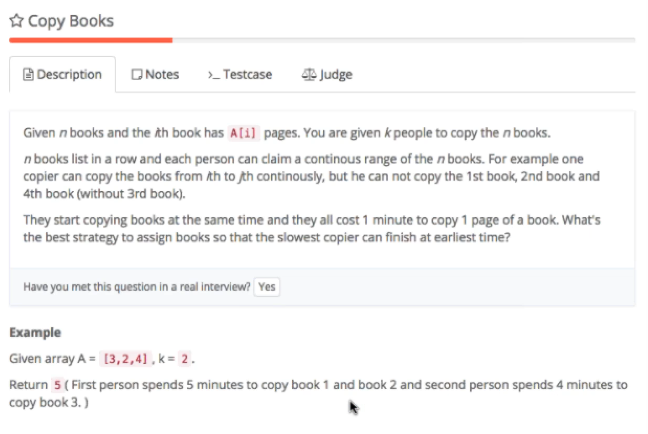 ☆ Copy Books
Description Notes >_ Testcase Judge
Given n books and the ith book has A[i] pages. You are given k people to copy the n books.
n books list in a row and each person can claim a continous range of the n books. For example one
copier can copy the books from ith to jth continously, but he can not copy the 1st book, 2nd book and
4th book (without 3rd book).
They start copying books at the same time and they all cost 1 minute to copy 1 page of a book. What's
the best strategy to assign books so that the slowest copier can finish at earliest time?
Have you met this question in a real interview? Yes
Example
Given array A = [3,2,4] , k = 2 .
Return 5 ( First person spends 5 minutes to copy book 1 and book 2 and second person spends 4 minutes to
copy book 3. )